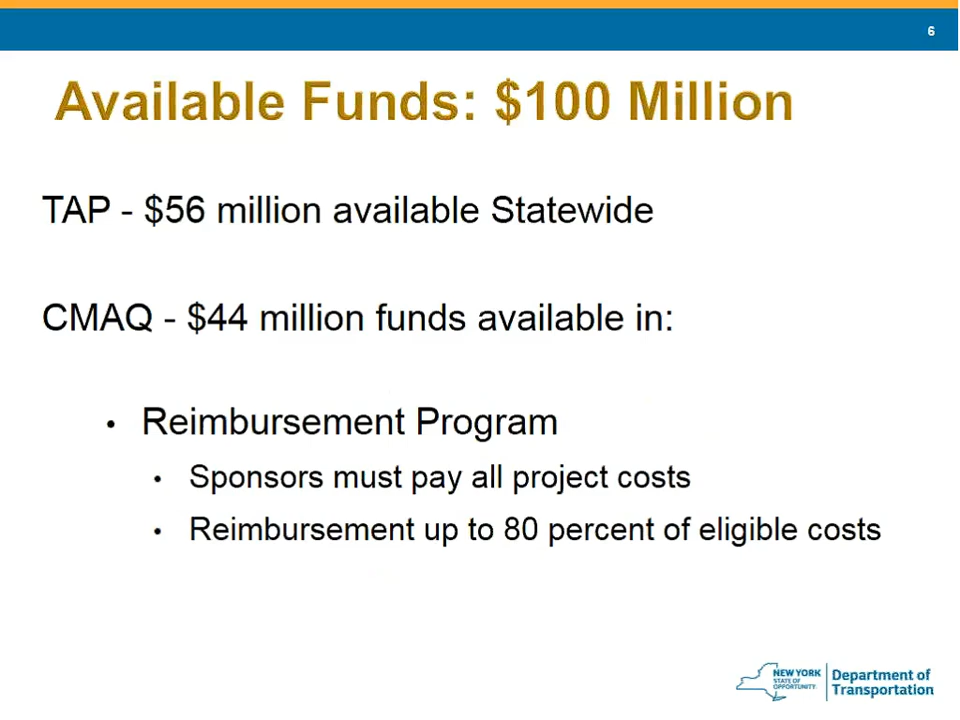 6
Available Funds: $100 Million
TAP - $56 million available Statewide
CMAQ - $44 million funds available in:
• Reimbursement Program
• Sponsors must pay all project costs
• Reimbursement up to 80 percent of eligible costs
NEW YORK
STATE OF
OPPORTUNITY.
Department of
Transportation